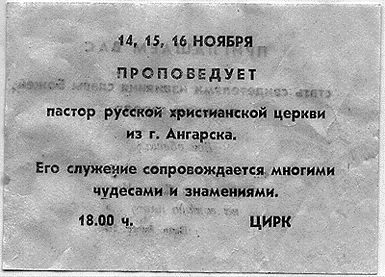 14, 15, 16 НОЯБРЯ
ПРОПОВЕДУЕТ
пастор русской христианской церкви
из г. Ангарска.
Его служение сопровождается многими
чудесами и знамениями.
18.00 ч. ЦИРК